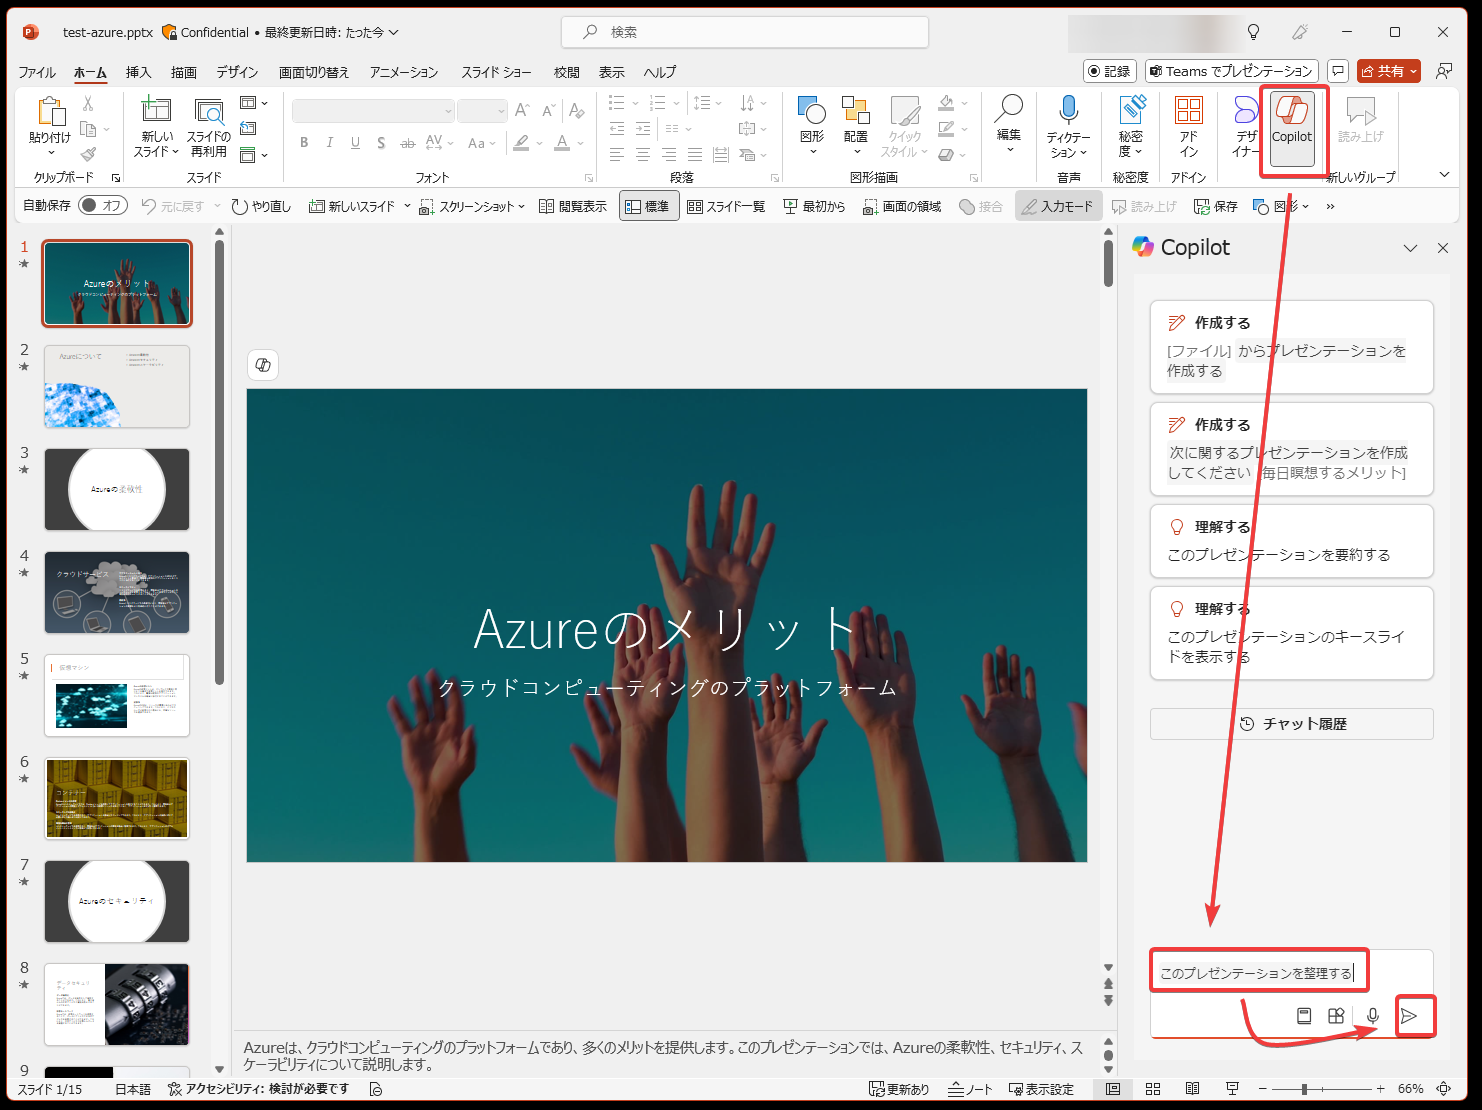 test-azure.pptx Confidential • 最終更新日時: たった今
検索
ファイル ホーム 挿入 描画 デザイン 画面切り替え アニメーション スライド ショー 校閲 表示 ヘルプ
記録 Teams でプレゼンテーション 共有
貼り付け
クリップボード
新しい
スライド
スライドの
再利用
スライド
B I U S ab AV Aa A
フォント
段落
図形
配置
クイック
スタイル
図形描画
編集
ディクテー
ション
音声
秘密
度
秘密度
アド
イン
アドイン
デザ
イナー
Copilot
読み上げ
新しいグループ
自動保存 オフ 元に戻す やり直し 新しいスライド スクリーンショット 閲覧表示 標準 スライド一覧 最初から 画面の領域 接合 入力モード 読み上げ 保存 図形
1
Azureのメリット
クラウドコンピューティングのプラットフォーム
2
Azureについて
3
Azureの柔軟性
4
クラウドサービス
5
仮想マシン
6
コンテナー
7
Azureのセキュリティ
8
データセキュリ
ティ
9
Azureのメリット
クラウドコンピューティングのプラットフォーム
Azureは、クラウドコンピューティングのプラットフォームであり、多くのメリットを提供します。このプレゼンテーションでは、Azureの柔軟性、セキュリティ、ス
ケーラビリティについて説明します。
Copilot
作成する
[ファイル] からプレゼンテーションを
作成する
作成する
次に関するプレゼンテーションを作成
してください [毎日瞑想するメリット]
理解する
このプレゼンテーションを要約する
理解する
このプレゼンテーションのキースライ
ドを表示する
チャット履歴
このプレゼンテーションを整理する
スライド 1/15 日本語 アクセシビリティ: 検討が必要です 更新あり ノート 表示設定 66%